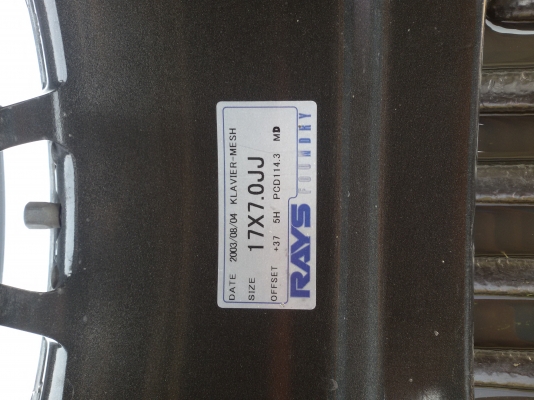 DATE 2003/08/04 KLAVIER-MESH
SIZE 17X7.0JJ
OFFSET +37 5H PCD114.3 MD
RAYS FOUNDRY